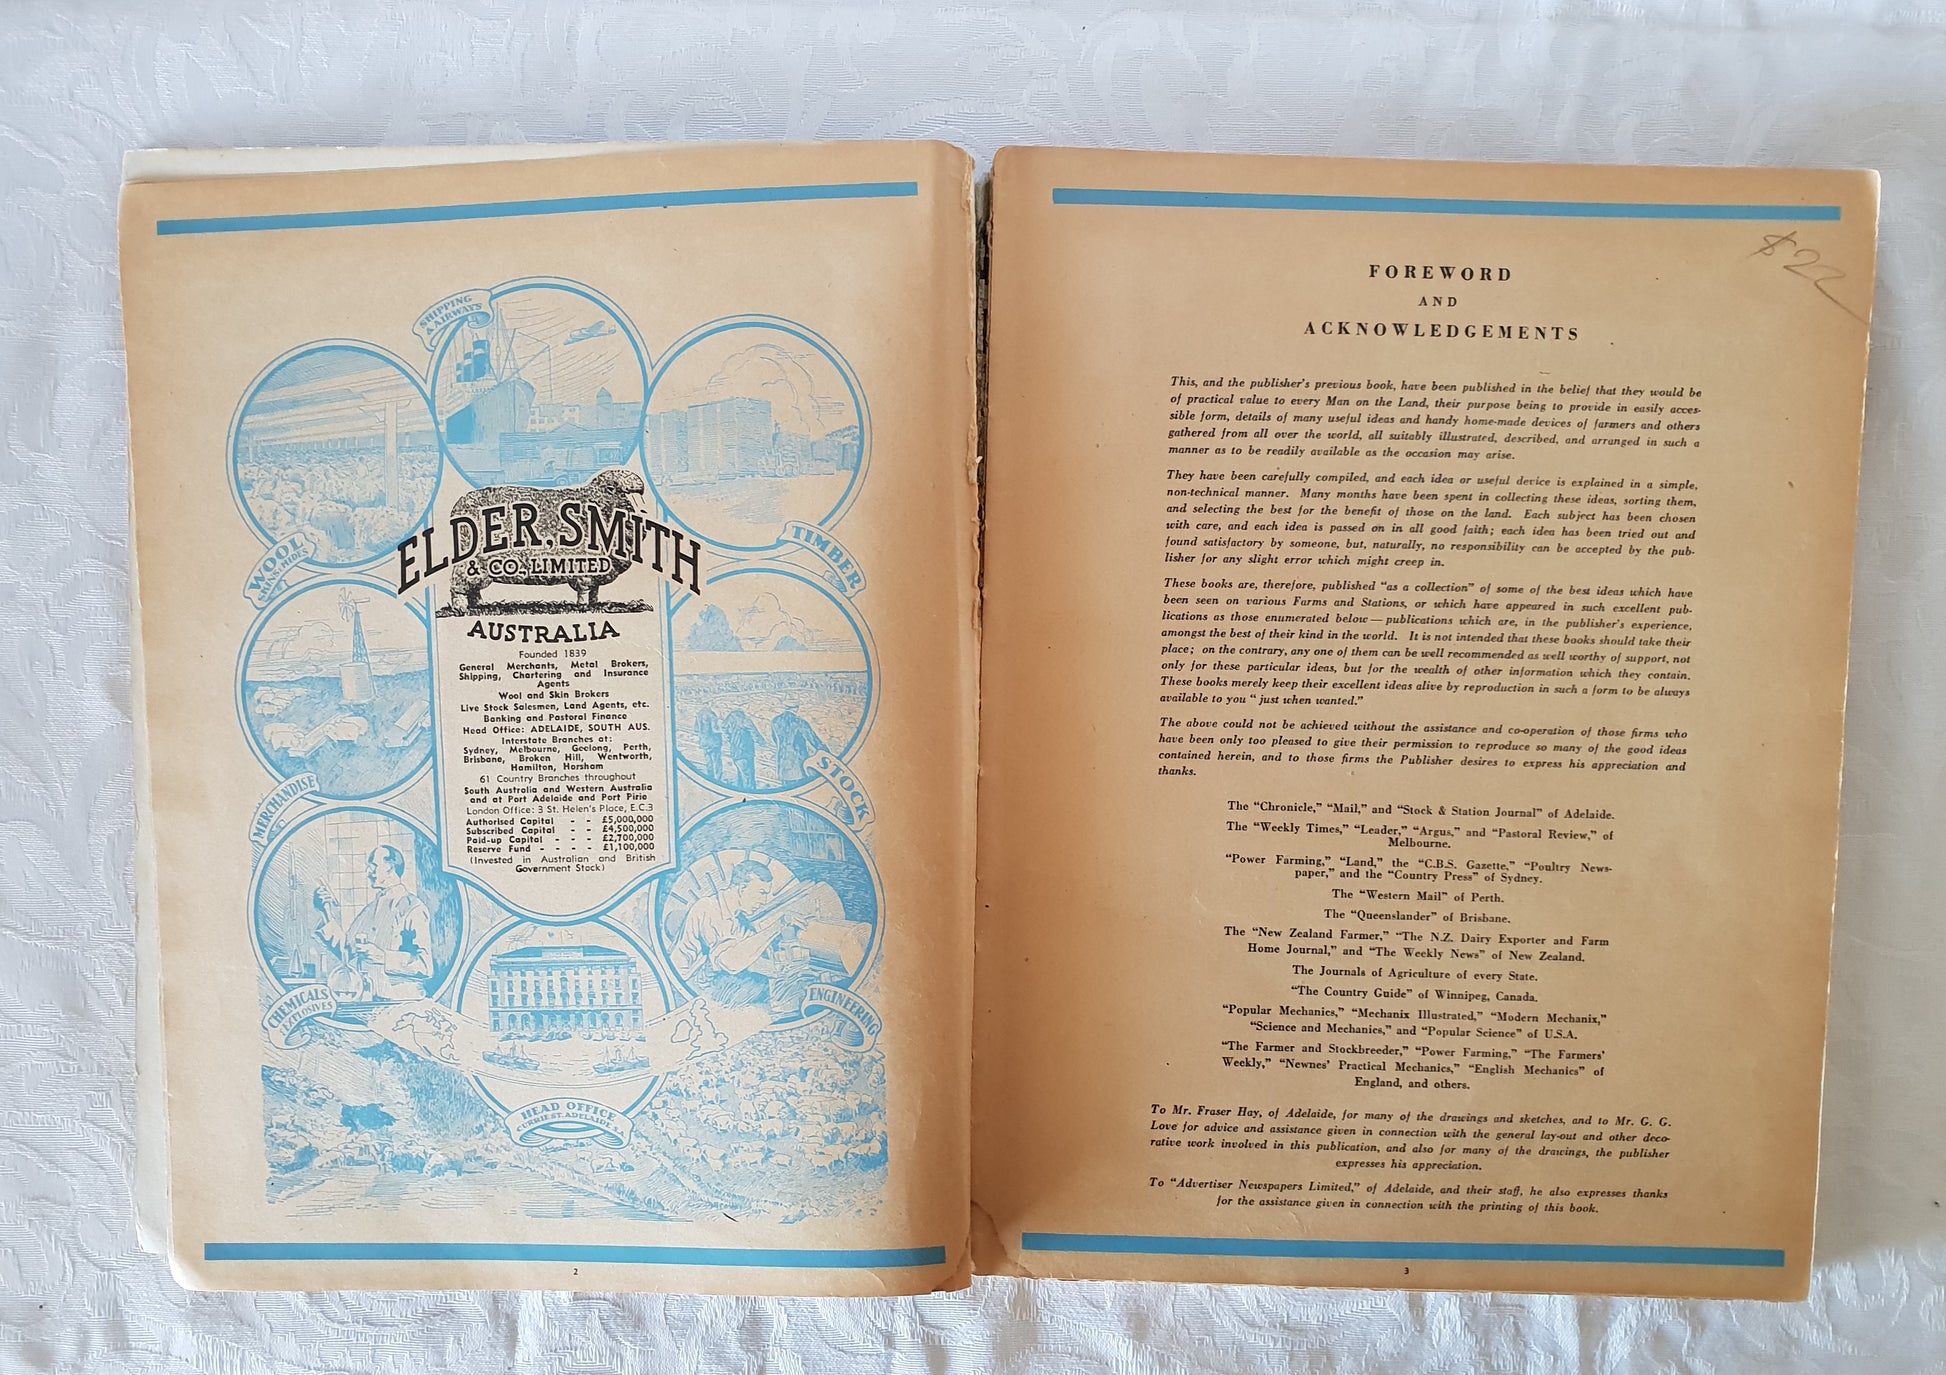 SHIPPING
& AIRWAYS
WOOL
SKINS, HIDES
TIMBER
ELDER, SMITH
& CO. LIMITED
AUSTRALIA
Founded 1839
General Merchants, Metal Brokers,
Shipping, Chartering and Insurance
Agents
Wool and Skin Brokers
Live Stock Salesmen, Land Agents, etc.
Banking and Pastoral Finance
Head Office: ADELAIDE, SOUTH AUS.
Interstate Branches at:
Sydney, Melbourne, Geelong, Perth,
Brisbane, Broken Hill, Wentworth,
Hamilton, Horsham
61 Country Branches throughout
South Australia and Western Australia
and at Port Adelaide and Port Pirie
London Office: 3 St. Helen's Place, E.C.3
Authorised Capital - - £5,000,000
Subscribed Capital - - £4,500,000
Paid-up Capital - - - £2,700,000
Reserve Fund - - - - £1,100,000
(Invested in Australian and British
Government Stock)
MERCHANDISE
STOCK
CHEMICALS
EXPLOSIVES
ENGINEERING
HEAD OFFICE
CURRIE ST. ADELAIDE
2
$22
FOREWORD
AND
ACKNOWLEDGEMENTS
This, and the publisher's previous book, have been published in the belief that they would be
of practical value to every Man on the Land, their purpose being to provide in easily acces-
sible form, details of many useful ideas and handy home-made devices of farmers and others
gathered from all over the world, all suitably illustrated, described, and arranged in such a
manner as to be readily available as the occasion may arise.
They have been carefully compiled, and each idea or useful device is explained in a simple,
non-technical manner. Many months have been spent in collecting these ideas, sorting them,
and selecting the best for the benefit of those on the land. Each subject has been chosen
with care, and each idea is passed on in all good faith; each idea has been tried out and
found satisfactory by someone, but, naturally, no responsibility can be accepted by the pub-
lisher for any slight error which might creep in.
These books are, therefore, published "as a collection" of some of the best ideas which have
been seen on various Farms and Stations, or which have appeared in such excellent pub-
lications as those enumerated below — publications which are, in the publisher's experience,
amongst the best of their kind in the world. It is not intended that these books should take their
place; on the contrary, any one of them can be well recommended as well worthy of support, not
only for these particular ideas, but for the wealth of other information which they contain.
These books merely keep their excellent ideas alive by reproduction in such a form to be always
available to you "just when wanted."
The above could not be achieved without the assistance and co-operation of those firms who
have been only too pleased to give their permission to reproduce so many of the good ideas
contained herein, and to those firms the Publisher desires to express his appreciation and
thanks.
The "Chronicle," "Mail," and "Stock & Station Journal" of Adelaide.
The "Weekly Times," "Leader," "Argus," and "Pastoral Review," of
Melbourne.
"Power Farming," "Land," the "C.B.S. Gazette," "Poultry News-
paper," and the "Country Press" of Sydney.
The "Western Mail" of Perth.
The "Queenslander" of Brisbane.
The "New Zealand Farmer," "The N.Z. Dairy Exporter and Farm
Home Journal," and "The Weekly News" of New Zealand.
The Journals of Agriculture of every State.
"The Country Guide" of Winnipeg, Canada.
"Popular Mechanics," "Mechanix Illustrated," "Modern Mechanix,"
"Science and Mechanics," and "Popular Science" of U.S.A.
"The Farmer and Stockbreeder," "Power Farming," "The Farmers'
Weekly," "Newnes' Practical Mechanics," "English Mechanics" of
England, and others.
To Mr. Fraser Hay, of Adelaide, for many of the drawings and sketches, and to Mr. G. G.
Love for advice and assistance given in connection with the general lay-out and other deco-
rative work involved in this publication, and also for many of the drawings, the publisher
expresses his appreciation.
To "Advertiser Newspapers Limited," of Adelaide, and their staff, he also expresses thanks
for the assistance given in connection with the printing of this book.
3